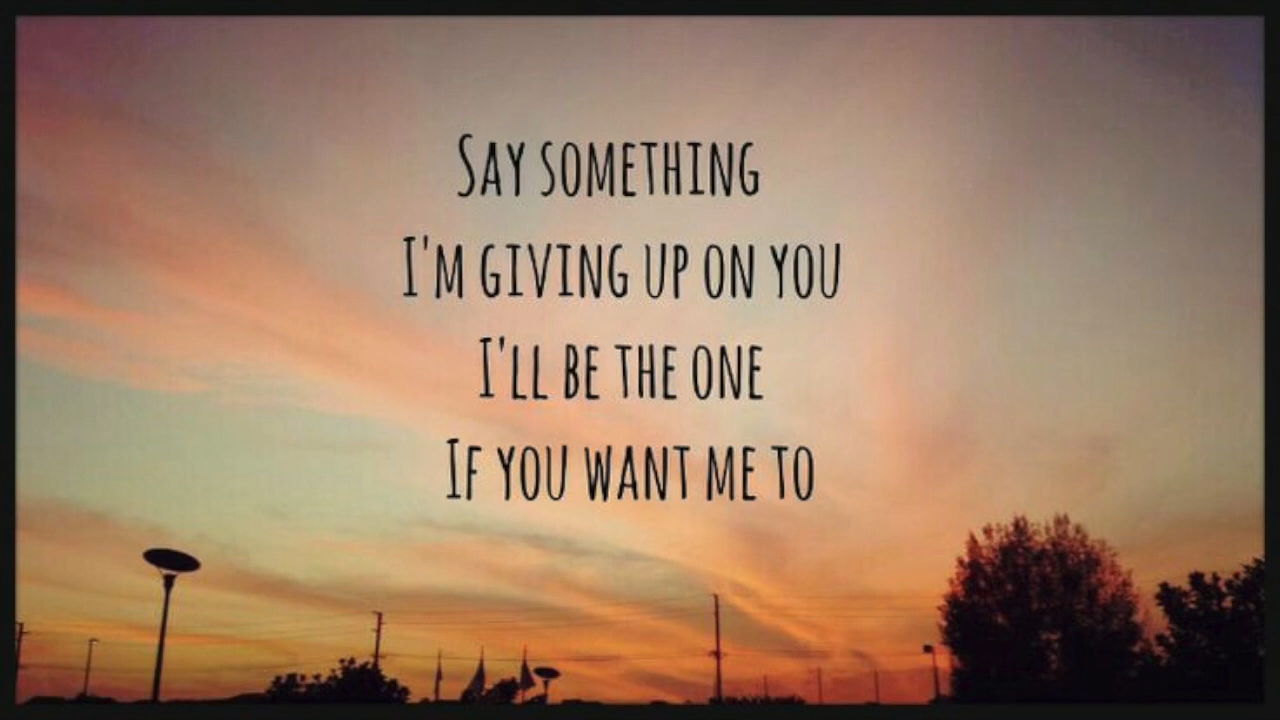 Say something
I'm giving up on you
I'll be the one
If you want me to